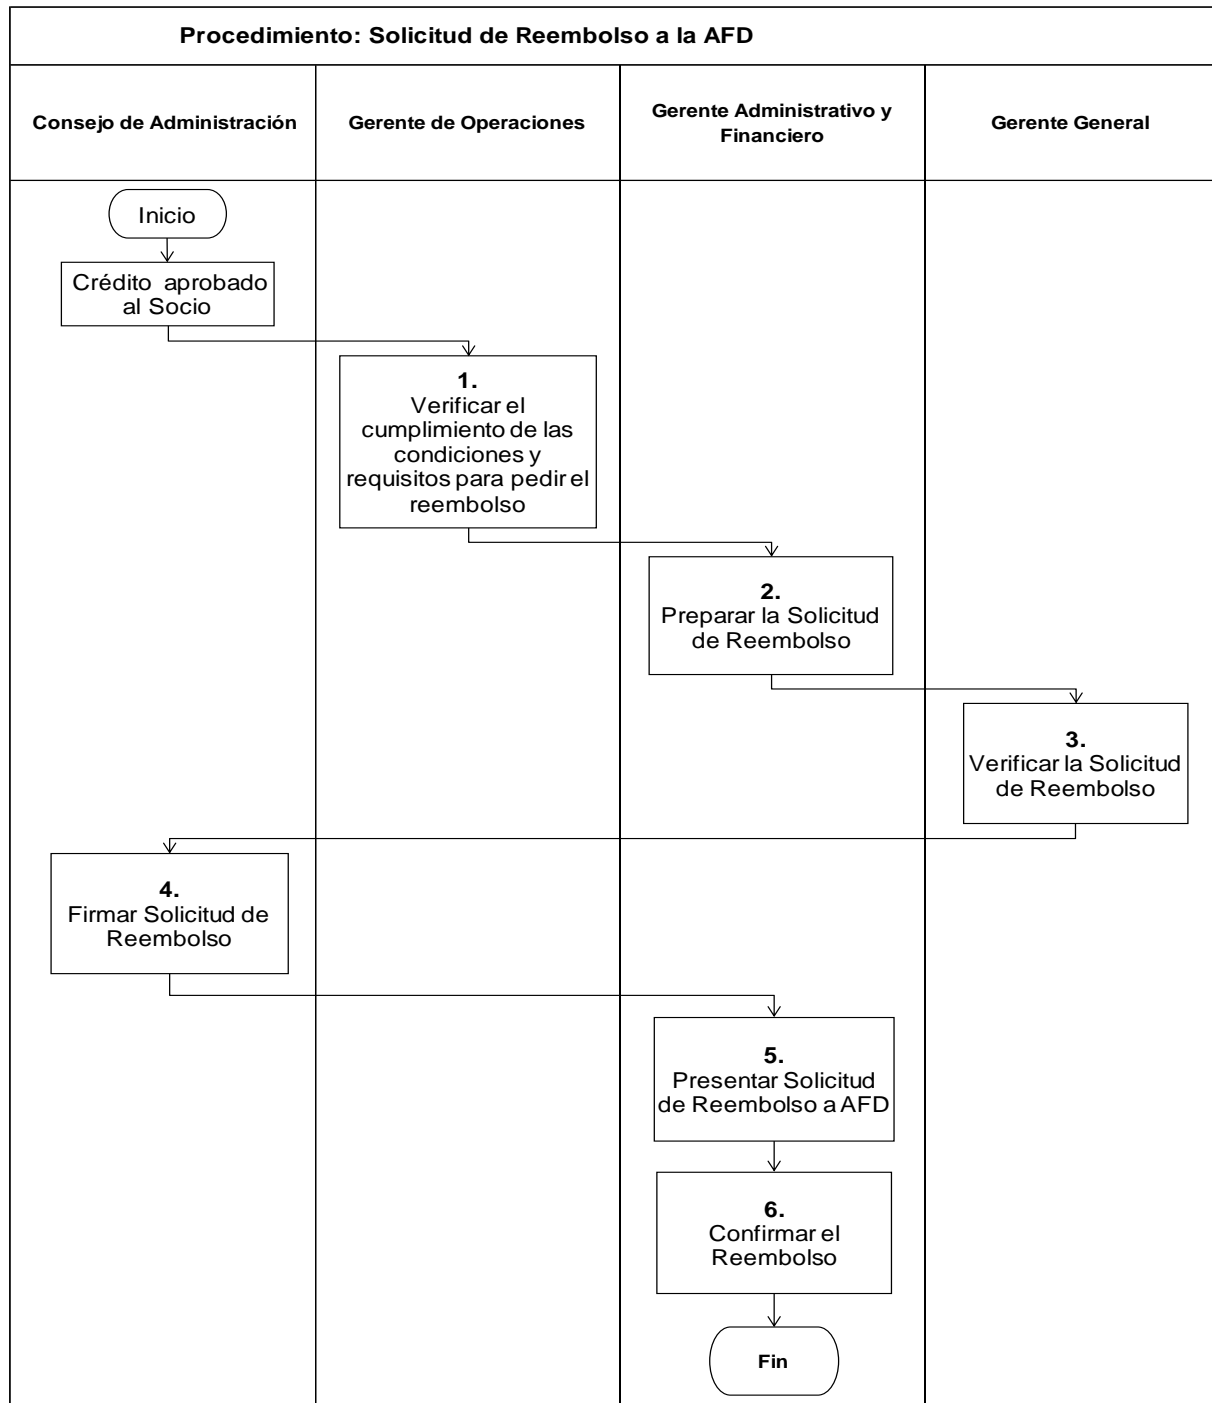 Procedimiento: Solicitud de Reembolso a la AFD
Consejo de Administración
Gerente de Operaciones
Gerente Administrativo y
Financiero
Gerente General
Inicio
Crédito aprobado
al Socio
1.
Verificar el
cumplimiento de las
condiciones y
requisitos para pedir el
reembolso
2.
Preparar la Solicitud
de Reembolso
3.
Verificar la Solicitud
de Reembolso
4.
Firmar Solicitud de
Reembolso
5.
Presentar Solicitud
de Reembolso a AFD
6.
Confirmar el
Reembolso
Fin